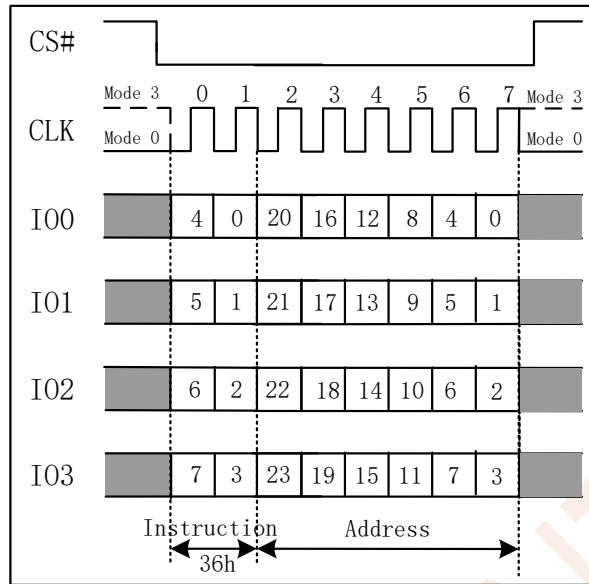 CS#
Mode 3 0 1 2 3 4 5 6 7 Mode 3
CLK
Mode 0 Mode 0
IO0 4 0 20 16 12 8 4 0
IO1 5 1 21 17 13 9 5 1
IO2 6 2 22 18 14 10 6 2
IO3 7 3 23 19 15 11 7 3
Instruction Address
36h